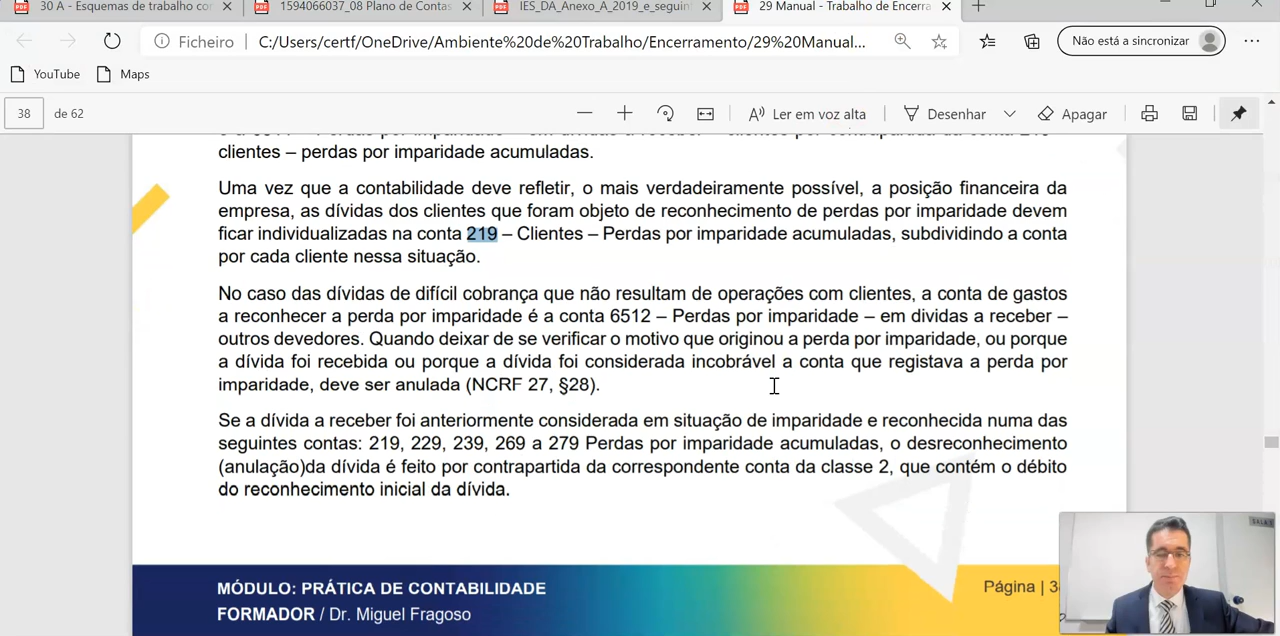 30 A - Esquemas de trabalho cor
1594066037_08 Plano de Contas
IES_DA_Anexo_A_2019_e_seguin
29 Manual - Trabalho de Encerra
Ficheiro
C:/Users/certf/OneDrive/Ambiente%20de%20Trabalho/Encerramento/29%20Manual...
Não está a sincronizar
YouTube
Maps
38
de 62
Ler em voz alta
Desenhar
Apagar
clientes – perdas por imparidade acumuladas.
Uma vez que a contabilidade deve refletir, o mais verdadeiramente possível, a posição financeira da
empresa, as dívidas dos clientes que foram objeto de reconhecimento de perdas por imparidade devem
ficar individualizadas na conta 219 – Clientes – Perdas por imparidade acumuladas, subdividindo a conta
por cada cliente nessa situação.
No caso das dívidas de difícil cobrança que não resultam de operações com clientes, a conta de gastos
a reconhecer a perda por imparidade é a conta 6512 – Perdas por imparidade – em dividas a receber –
outros devedores. Quando deixar de se verificar o motivo que originou a perda por imparidade, ou porque
a dívida foi recebida ou porque a dívida foi considerada incobrável a conta que registava a perda por
imparidade, deve ser anulada (NCRF 27, §28).
Se a dívida a receber foi anteriormente considerada em situação de imparidade e reconhecida numa das
seguintes contas: 219, 229, 239, 269 a 279 Perdas por imparidade acumuladas, o desreconhecimento
(anulação)da dívida é feito por contrapartida da correspondente conta da classe 2, que contém o débito
do reconhecimento inicial da dívida.
MÓDULO: PRÁTICA DE CONTABILIDADE
Página | 3
FORMADOR / Dr. Miguel Fragoso